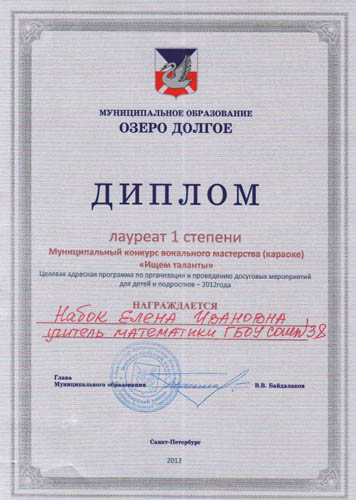 МУНИЦИПАЛЬНОЕ ОБРАЗОВАНИЕ
ОЗЕРО ДОЛГОЕ
ДИПЛОМ
лауреат 1 степени
Муниципальный конкурс вокального мастерства (караоке)
«Ищем таланты»
Целевая адресная программа по организации и проведению досуговых мероприятий
для детей и подростков – 2012года
НАГРАЖДАЕТСЯ
Набок Елена Ивановна
учитель математики ГБОУ СОШ №38
Глава
Муниципального образования
В.В. Байдалаков
Санкт-Петербург
2012